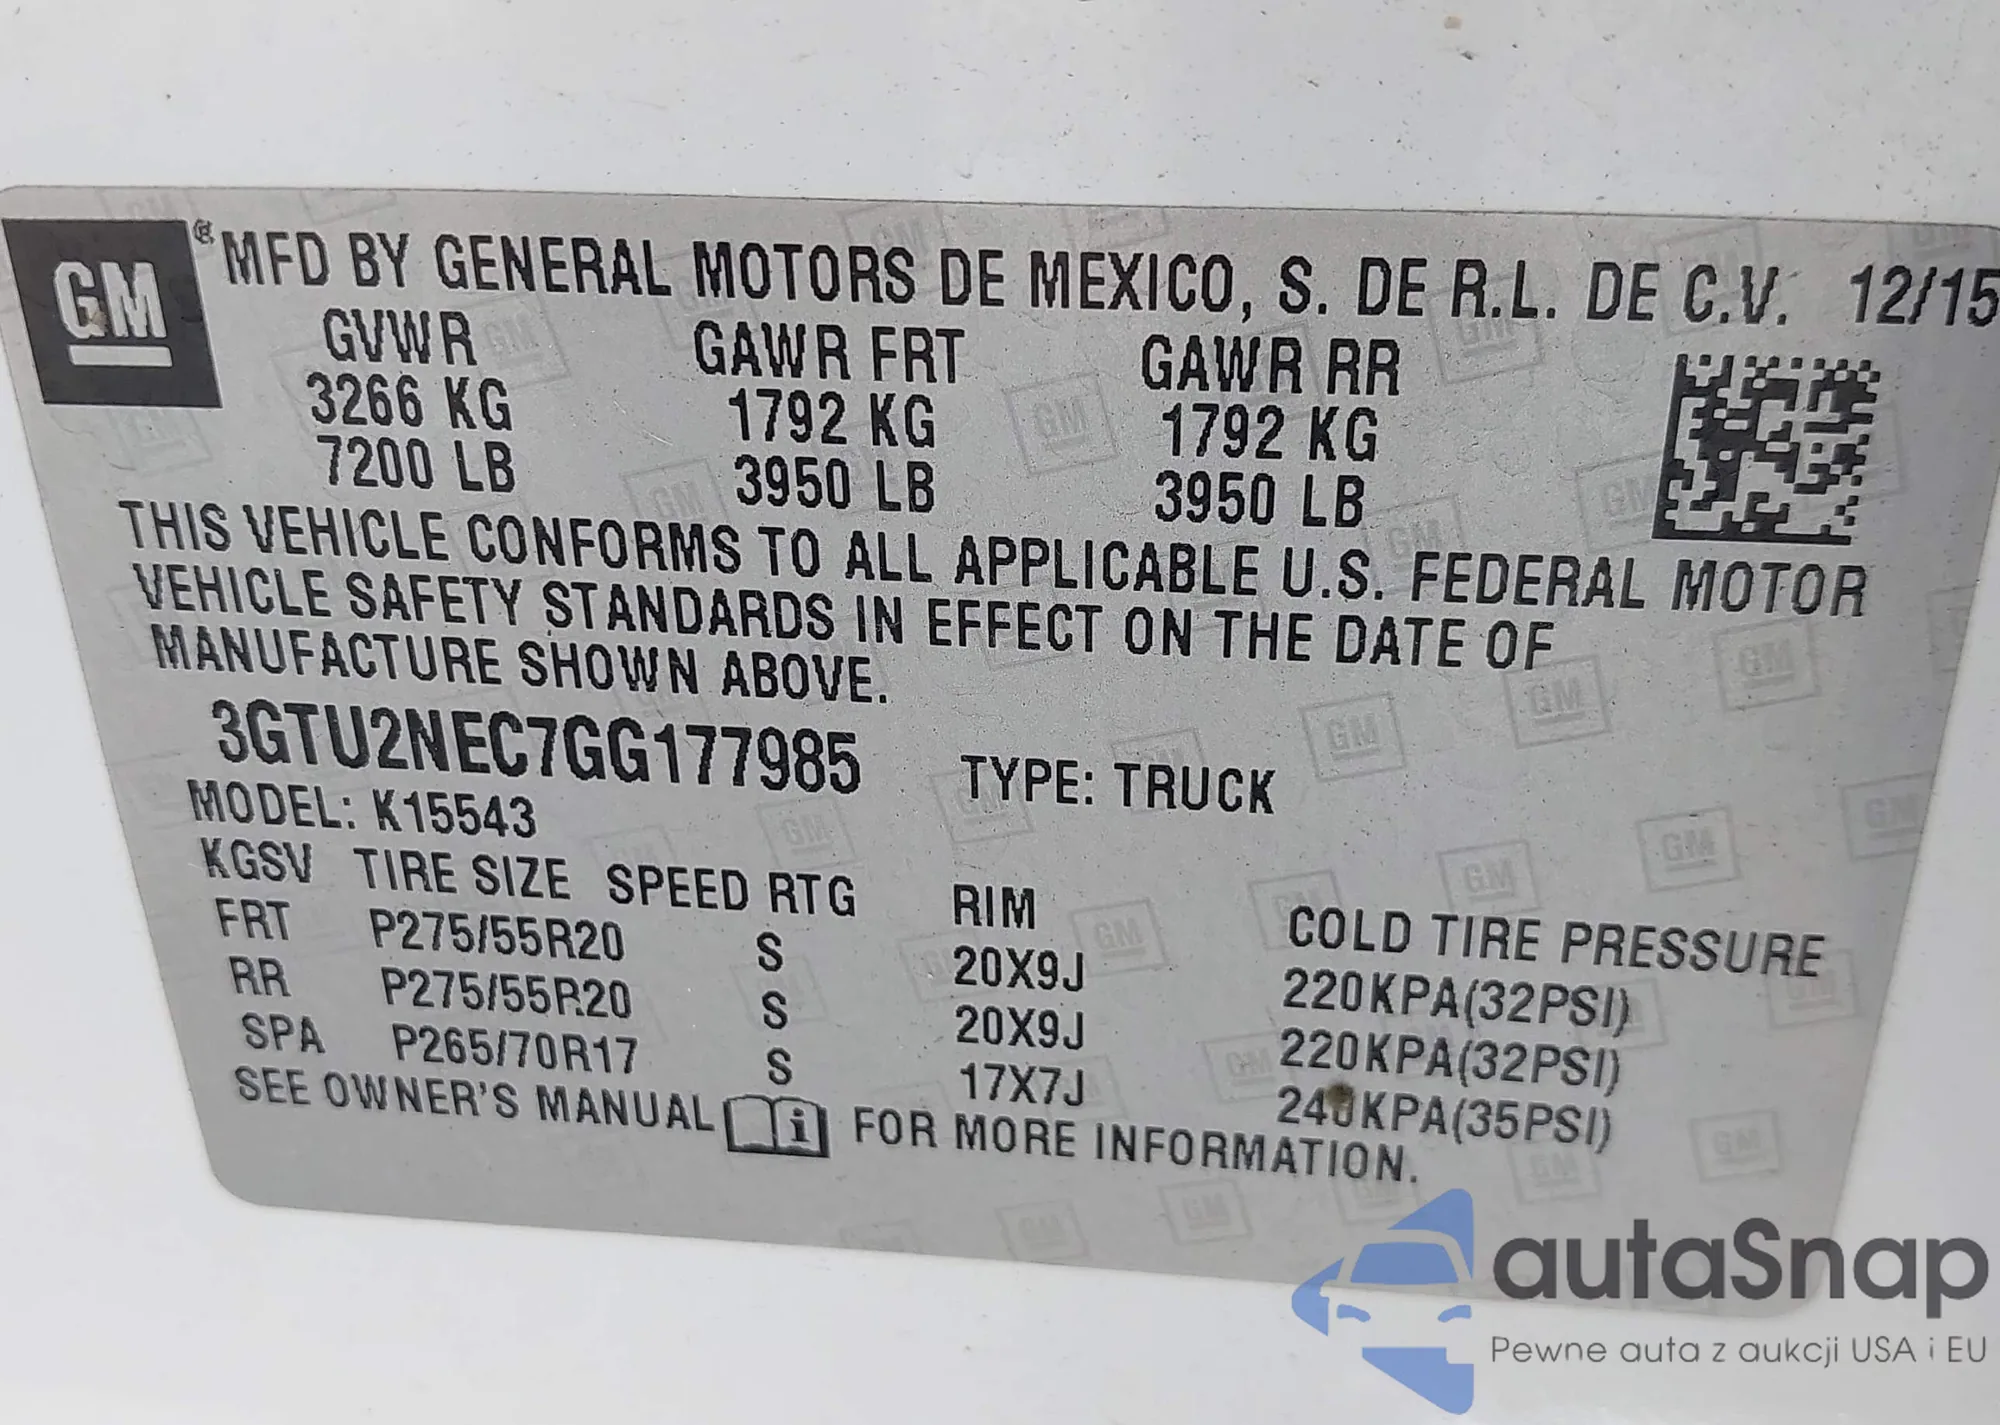 GM ® MFD BY GENERAL MOTORS DE MEXICO, S. DE R.L. DE C.V. 12/15
GVWR GAWR FRT GAWR RR
3266 KG 1792 KG 1792 KG
7200 LB 3950 LB 3950 LB
THIS VEHICLE CONFORMS TO ALL APPLICABLE U.S. FEDERAL MOTOR
VEHICLE SAFETY STANDARDS IN EFFECT ON THE DATE OF
MANUFACTURE SHOWN ABOVE.
3GTU2NEC7GG177985 TYPE: TRUCK
MODEL: K15543
KGSV TIRE SIZE SPEED RTG RIM COLD TIRE PRESSURE
FRT P275/55R20 S 20X9J 220KPA(32PSI)
RR P275/55R20 S 20X9J 220KPA(32PSI)
SPA P265/70R17 S 17X7J 240KPA(35PSI)
SEE OWNER'S MANUAL i FOR MORE INFORMATION.
autaSnap
Pewne auta z aukcji USA i EU